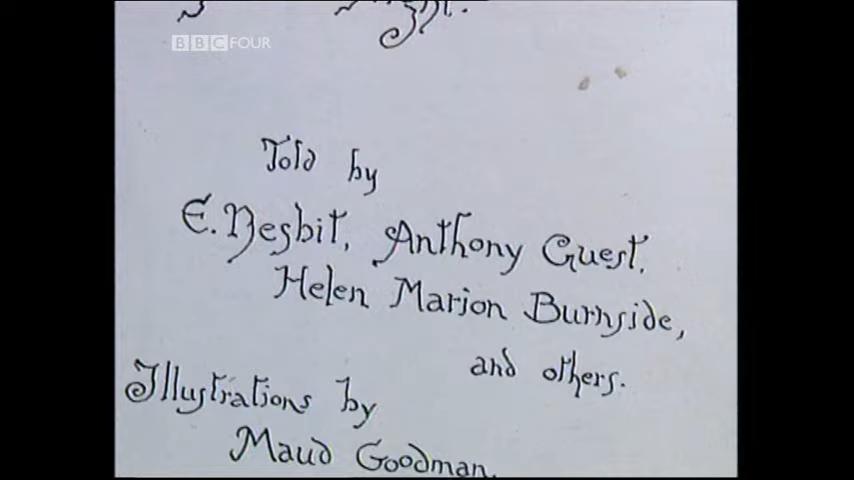 BBC FOUR
Told by
E. Nesbit, Anthony Guest,
Helen Marion Burnside,
and others.
Illustrations by
Maud Goodman.